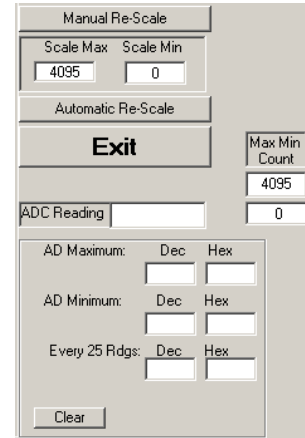 Manual Re-Scale
Scale Max Scale Min
4095 0
Automatic Re-Scale
Exit
Max Min
Count
4095
0
ADC Reading
AD Maximum: Dec Hex
AD Minimum: Dec Hex
Every 25 Rdgs: Dec Hex
Clear